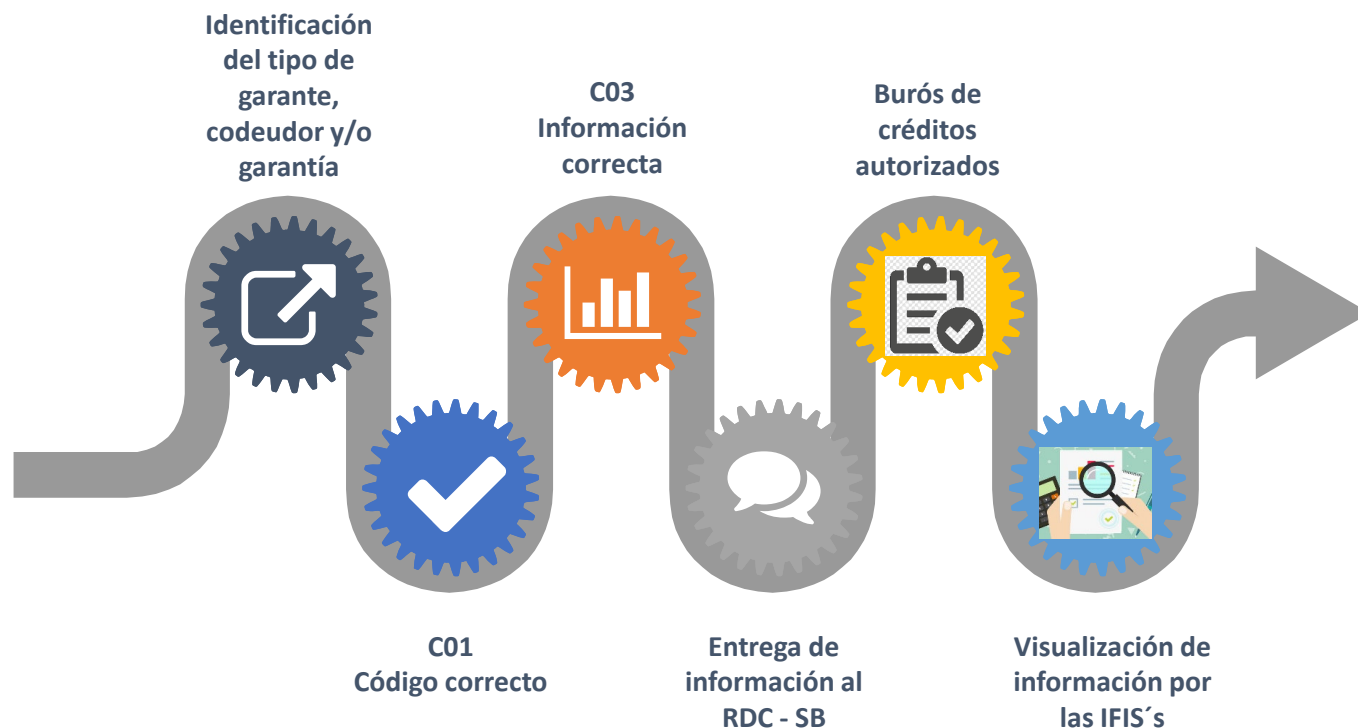 Identificación
del tipo de
garante,
codeudor y/o
garantía
C01
Código correcto
C03
Información
correcta
Entrega de
información al
RDC - SB
Burós de
créditos
autorizados
Visualización de
información por
las IFIS´s